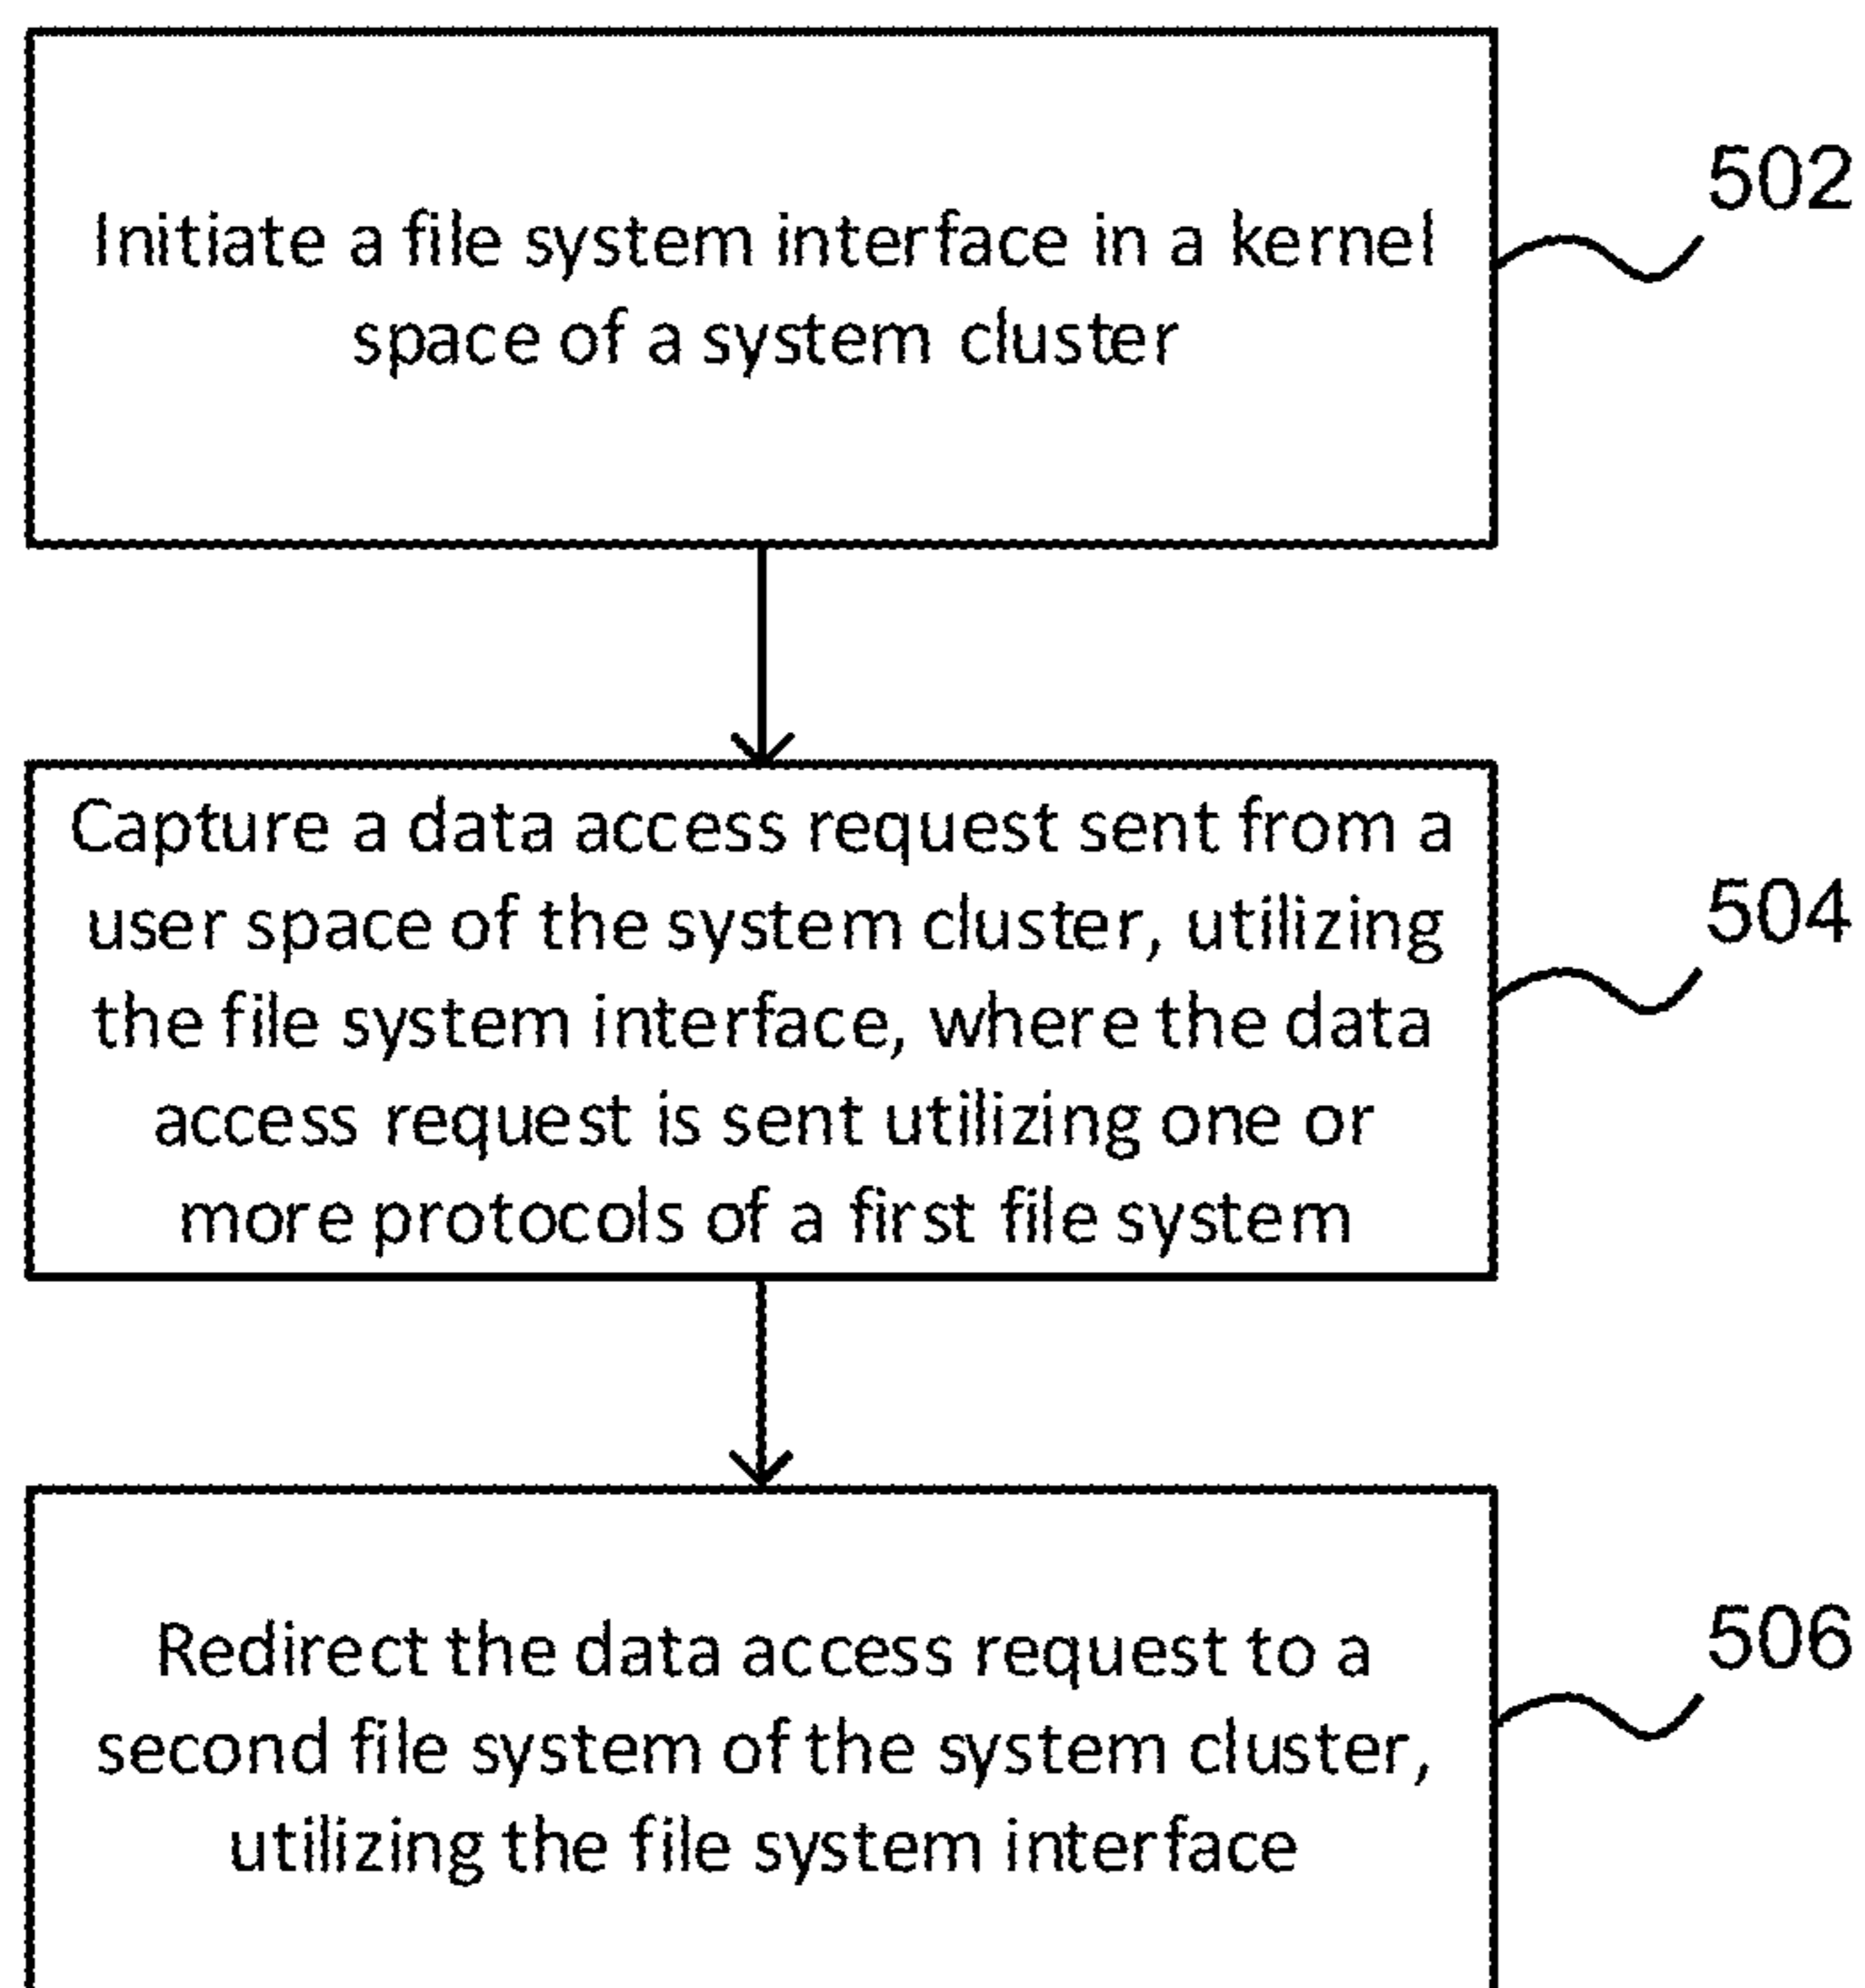 Initiate a file system interface in a kernel
space of a system cluster
502
Capture a data access request sent from a
user space of the system cluster, utilizing
the file system interface, where the data
access request is sent utilizing one or
more protocols of a first file system
504
Redirect the data access request to a
second file system of the system cluster,
utilizing the file system interface
506